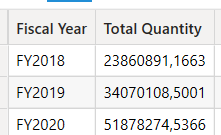 Fiscal Year Total Quantity
FY2018 23860891,1663
FY2019 34070108,5001
FY2020 51878274,5366